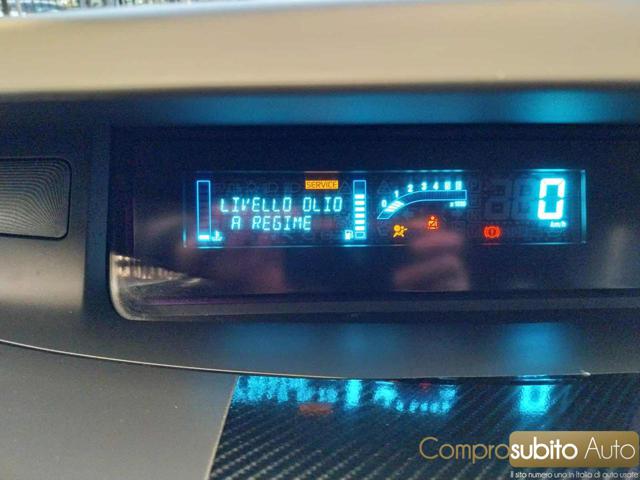 SERVICE
LIVELLO OLIO
A REGIME
0 1 2 3 4 5 6
0
km/h
Comprosubito Auto
Il sito numero uno in Italia di auto usate